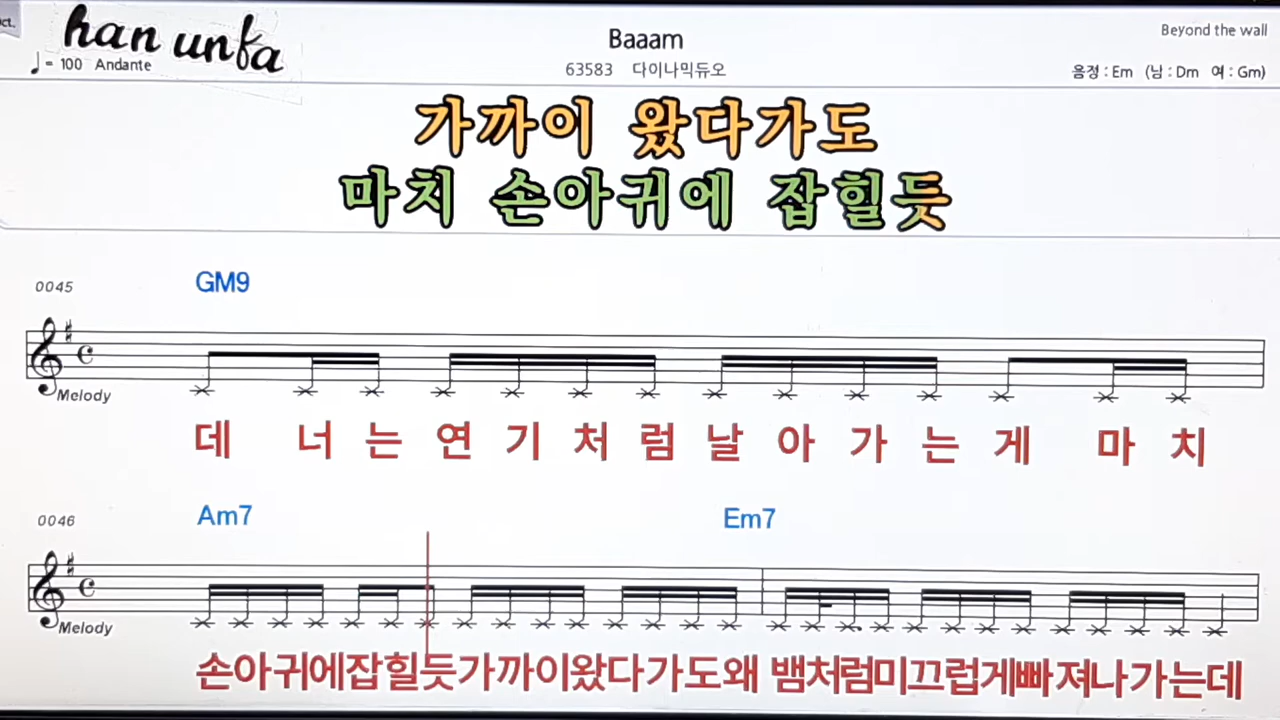 ct.
han unfa
♩= 100 Andante
Baaam
63583 다이나믹듀오
Beyond the wall
음정 : Em (남 : Dm 여 : Gm)
가까이 왔다가도
마치 손아귀에 잡힐듯
0045
GM9
Melody
데 너 는 연 기 처 럼 날 아 가 는 게 마 치
0046
Am7 Em7
Melody
손아귀에잡힐듯가까이왔다가도왜 뱀처럼미끄럽게빠져나가는데